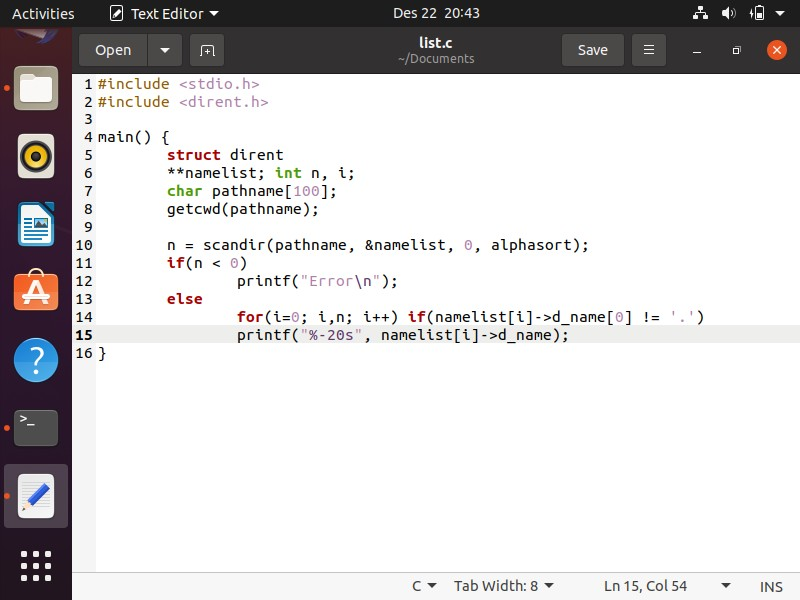 Activities Text Editor Des 22 20:43
Open list.c Save
~/Documents
1 #include <stdio.h>
2 #include <dirent.h>
3
4 main() {
5 struct dirent
6 **namelist; int n, i;
7 char pathname[100];
8 getcwd(pathname);
9
10 n = scandir(pathname, &namelist, 0, alphasort);
11 if(n < 0)
12 printf("Error\n");
13 else
14 for(i=0; i,n; i++) if(namelist[i]->d_name[0] != '.')
15 printf("%-20s", namelist[i]->d_name);
16 }
C Tab Width: 8 Ln 15, Col 54 INS